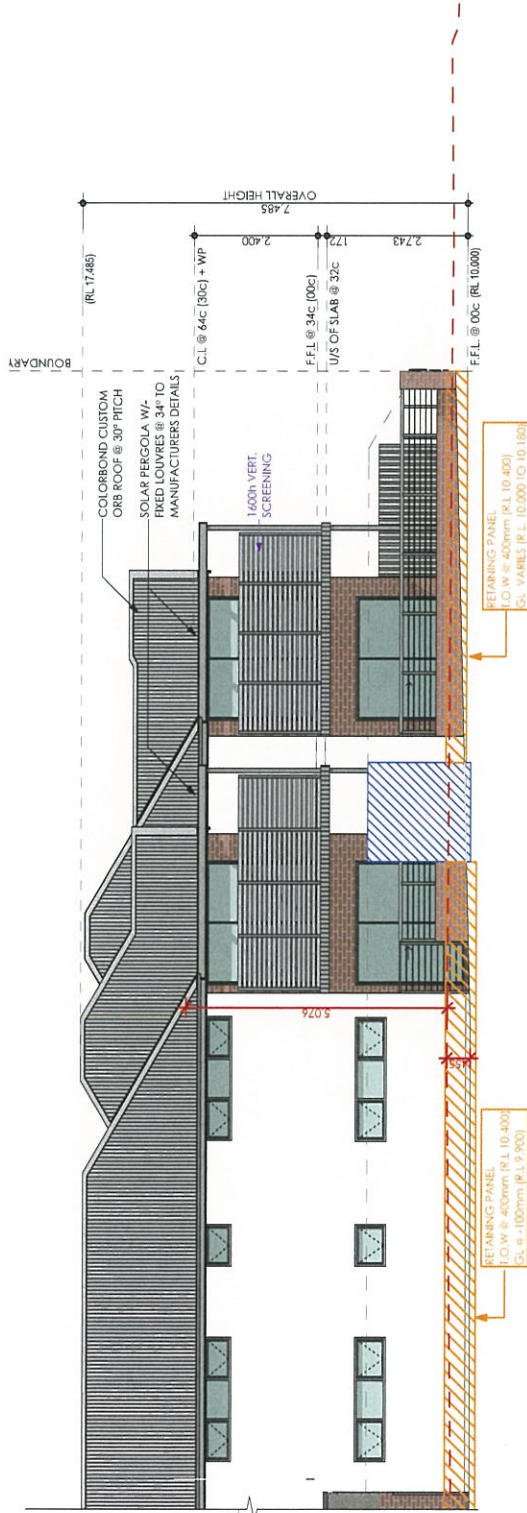 BOUNDARY
COLORBOND CUSTOM
ORB ROOF @ 30° PITCH
SOLAR PERGOLA W/-
FIXED LOUVRES @ 34° TO
MANUFACTURERS DETAILS
1600h VERT.
SCREENING
(RL 17.485)
C.L @ 64c (30c) + WP
F.F.L @ 34c (00c)
U/S OF SLAB @ 32c
F.F.L. @ 00c (RL 10.000)
7.485
OVERALL HEIGHT
2.400
172
2.743
5.076
455
RETAINING PANEL
T.O.W @ 400mm (R.L 10.400)
GL @ -100mm (R.L 9.900)
RETAINING PANEL
T.O.W @ 400mm (R.L 10.400)
GL VARIES (R.L 10.000 TO 10.180)